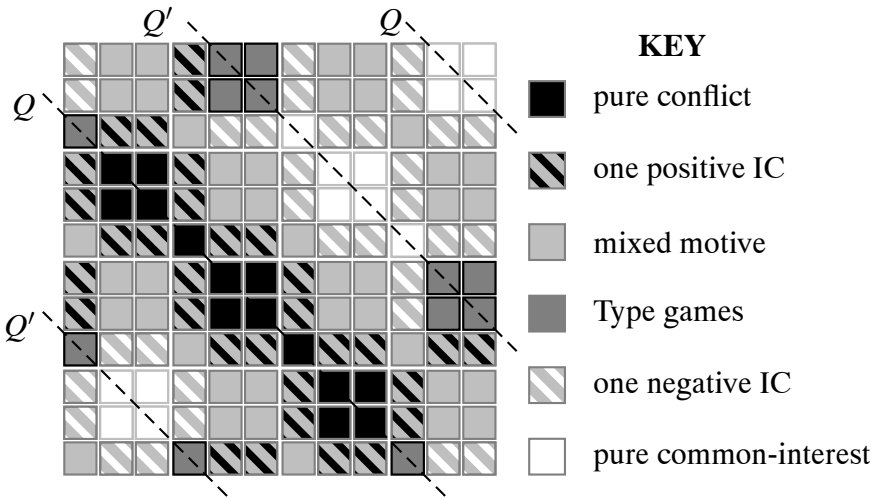 Q'
Q
KEY
Q
pure conflict
one positive IC
mixed motive
Type games
Q'
one negative IC
pure common-interest